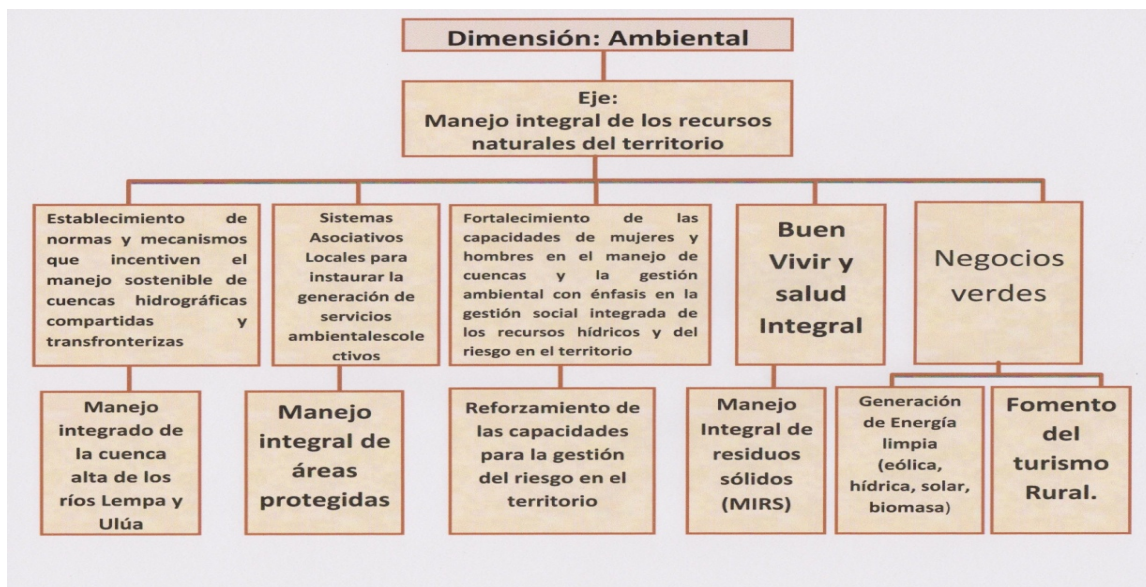 Dimensión: Ambiental
Eje:
Manejo integral de los recursos
naturales del territorio
Establecimiento de
normas y mecanismos
que incentiven el
manejo sostenible de
cuencas hidrográficas
compartidas y
transfronterizas
Sistemas
Asociativos
Locales para
instaurar la
generación de
servicios
ambientalescole
ctivos
Fortalecimiento de las
capacidades de mujeres y
hombres en el manejo de
cuencas y la gestión
ambiental con énfasis en la
gestión social integrada de
los recursos hídricos y del
riesgo en el territorio
Buen
Vivir y
salud
Integral
Negocios
verdes
Manejo
integrado de
la cuenca
alta de los
ríos Lempa y
Ulúa
Manejo
integral de
áreas
protegidas
Reforzamiento de
las capacidades
para la gestión
del riesgo en el
territorio
Manejo
Integral de
residuos
sólidos
(MIRS)
Generación
de Energía
limpia
(eólica,
hídrica, solar,
biomasa)
Fomento
del
turismo
Rural.